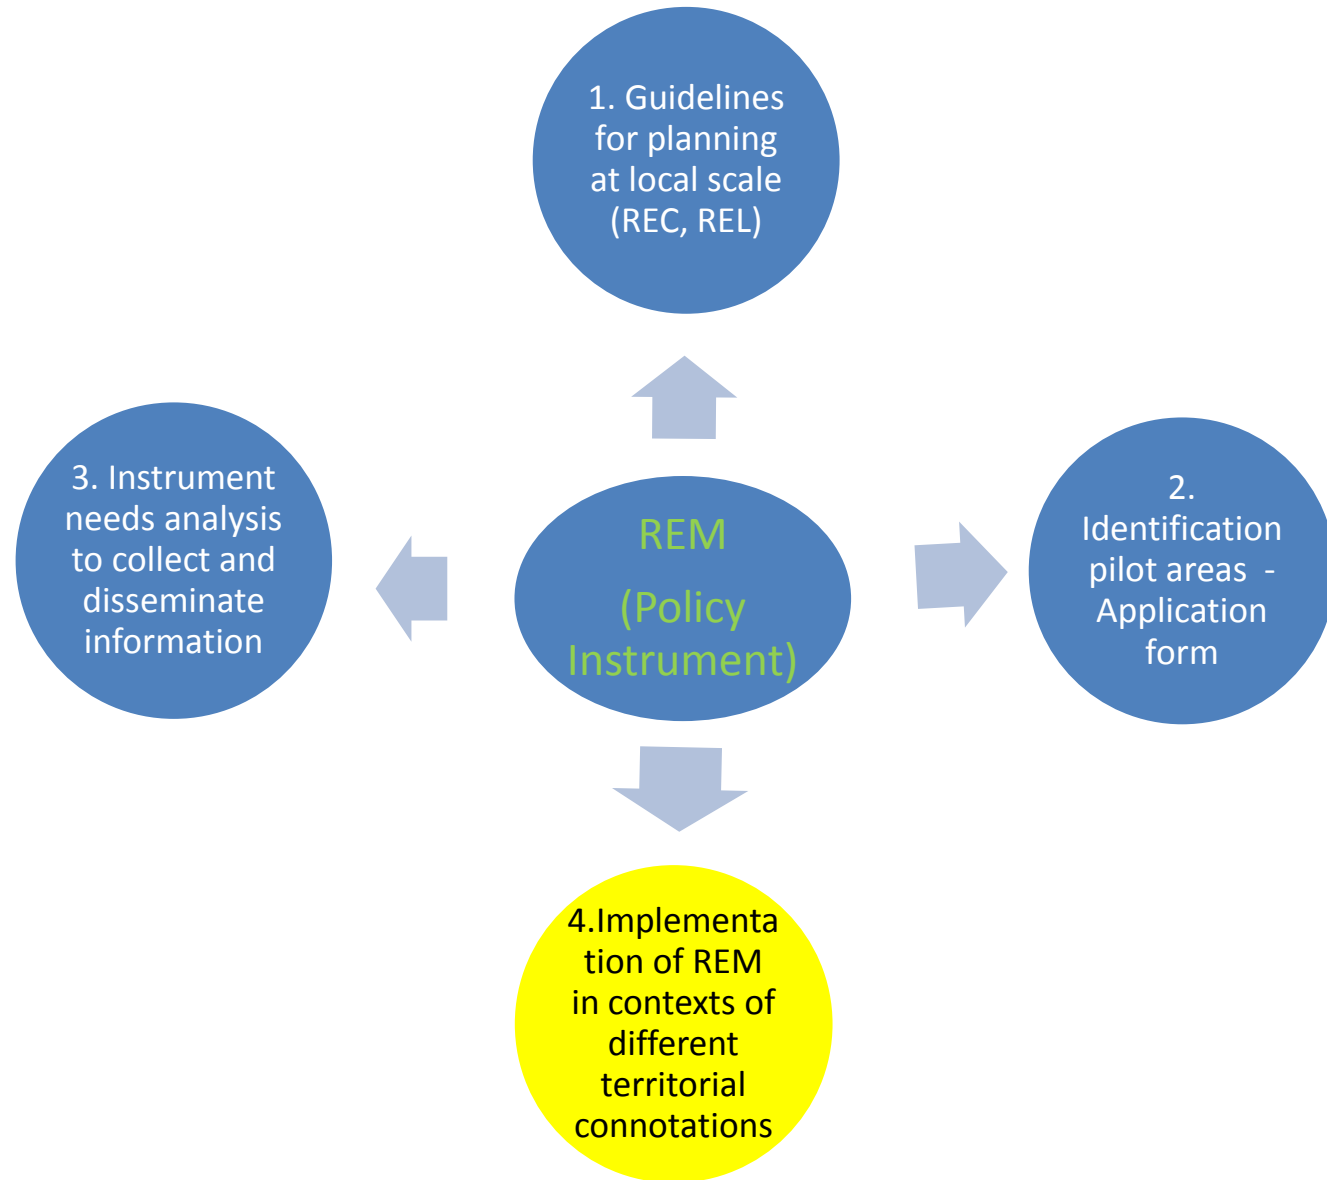 1. Guidelines
for planning
at local scale
(REC, REL)
3. Instrument
needs analysis
to collect and
disseminate
information
REM
(Policy
Instrument)
2.
Identification
pilot areas  -
Application
form
4.Implementa
tion of REM
in contexts of
different
territorial
connotations